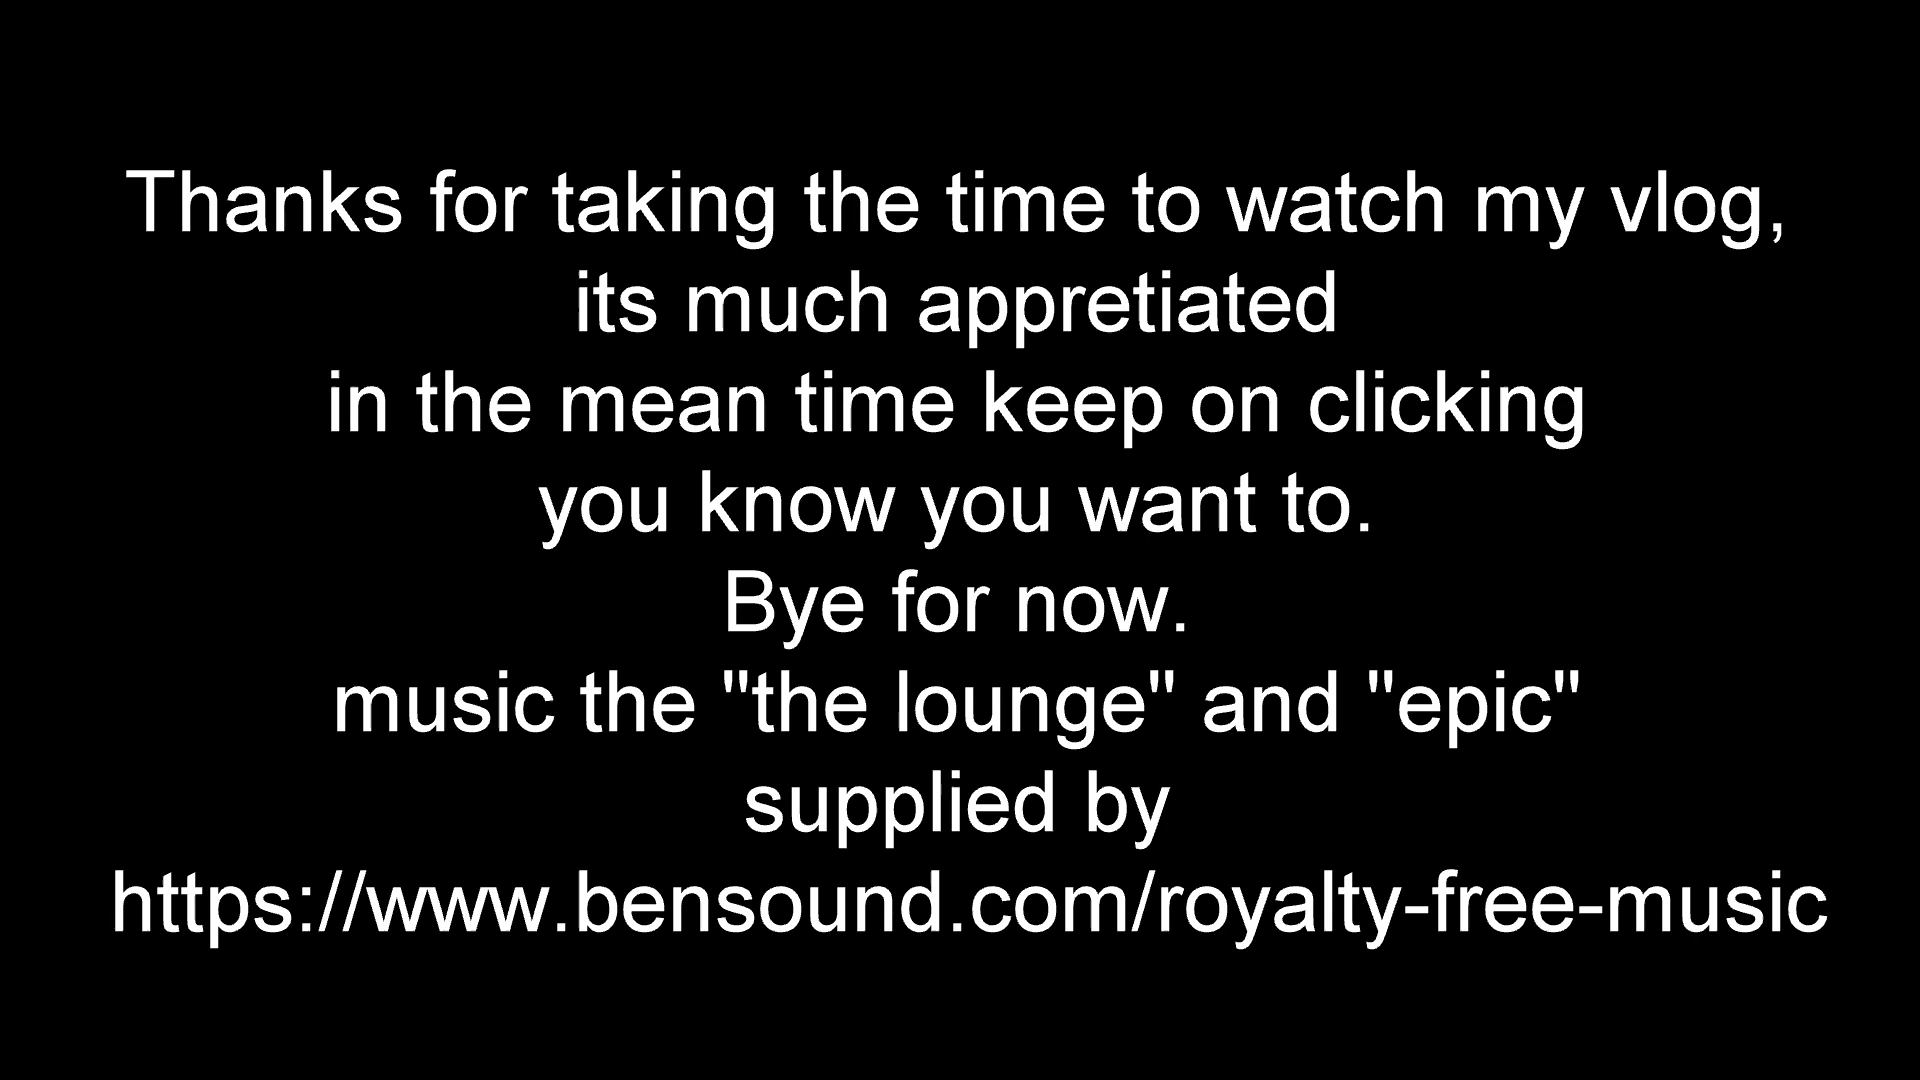 Thanks for taking the time to watch my vlog,
its much appretiated
in the mean time keep on clicking
you know you want to.
Bye for now.
music the "the lounge" and "epic"
supplied by
https://www.bensound.com/royalty-free-music